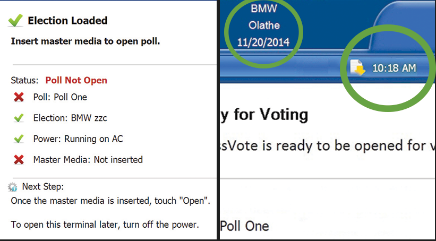 Election Loaded
Insert master media to open poll.
Status: Poll Not Open
Poll: Poll One
Election: BMW zzc
Power: Running on AC
Master Media: Not inserted
Next Step:
Once the master media is inserted, touch "Open".
To open this terminal later, turn off the power.
BMW
Olathe
11/20/2014
10:18 AM
y for Voting
ssVote is ready to be opened for v
Poll One